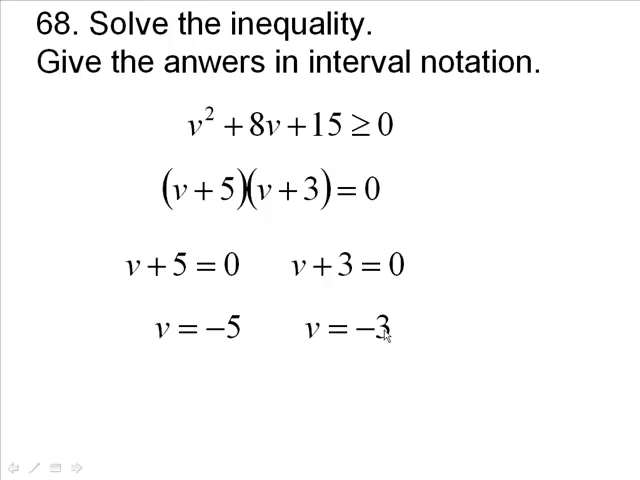 68. Solve the inequality.
Give the anwers in interval notation.
v² + 8v + 15 ≥ 0
(v + 5)(v + 3) = 0
v + 5 = 0 v + 3 = 0
v = −5 v = −3